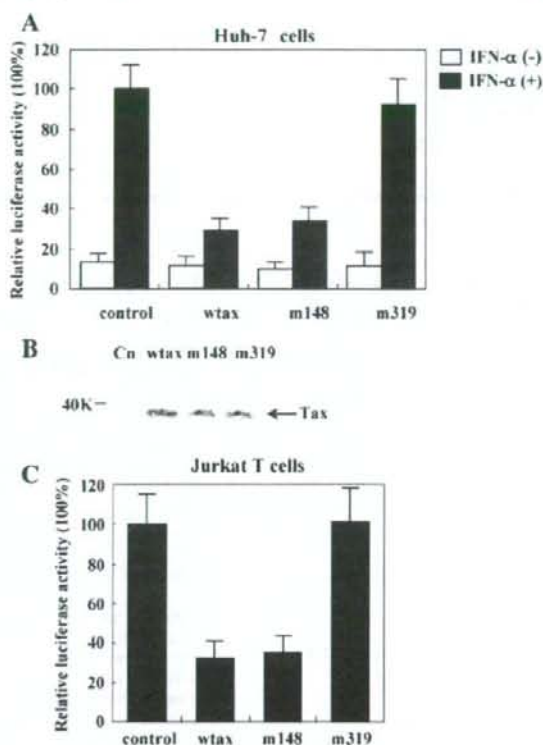 A
Huh-7 cells
IFN-α (-)
IFN-α (+)
Relative luciferase activity (100%)
120
100
80
60
40
20
0
control wtax m148 m319
B
Cn wtax m148 m319
40K
Tax
C
Jurkat T cells
Relative luciferase activity (100%)
120
100
80
60
40
20
0
control wtax m148 m319